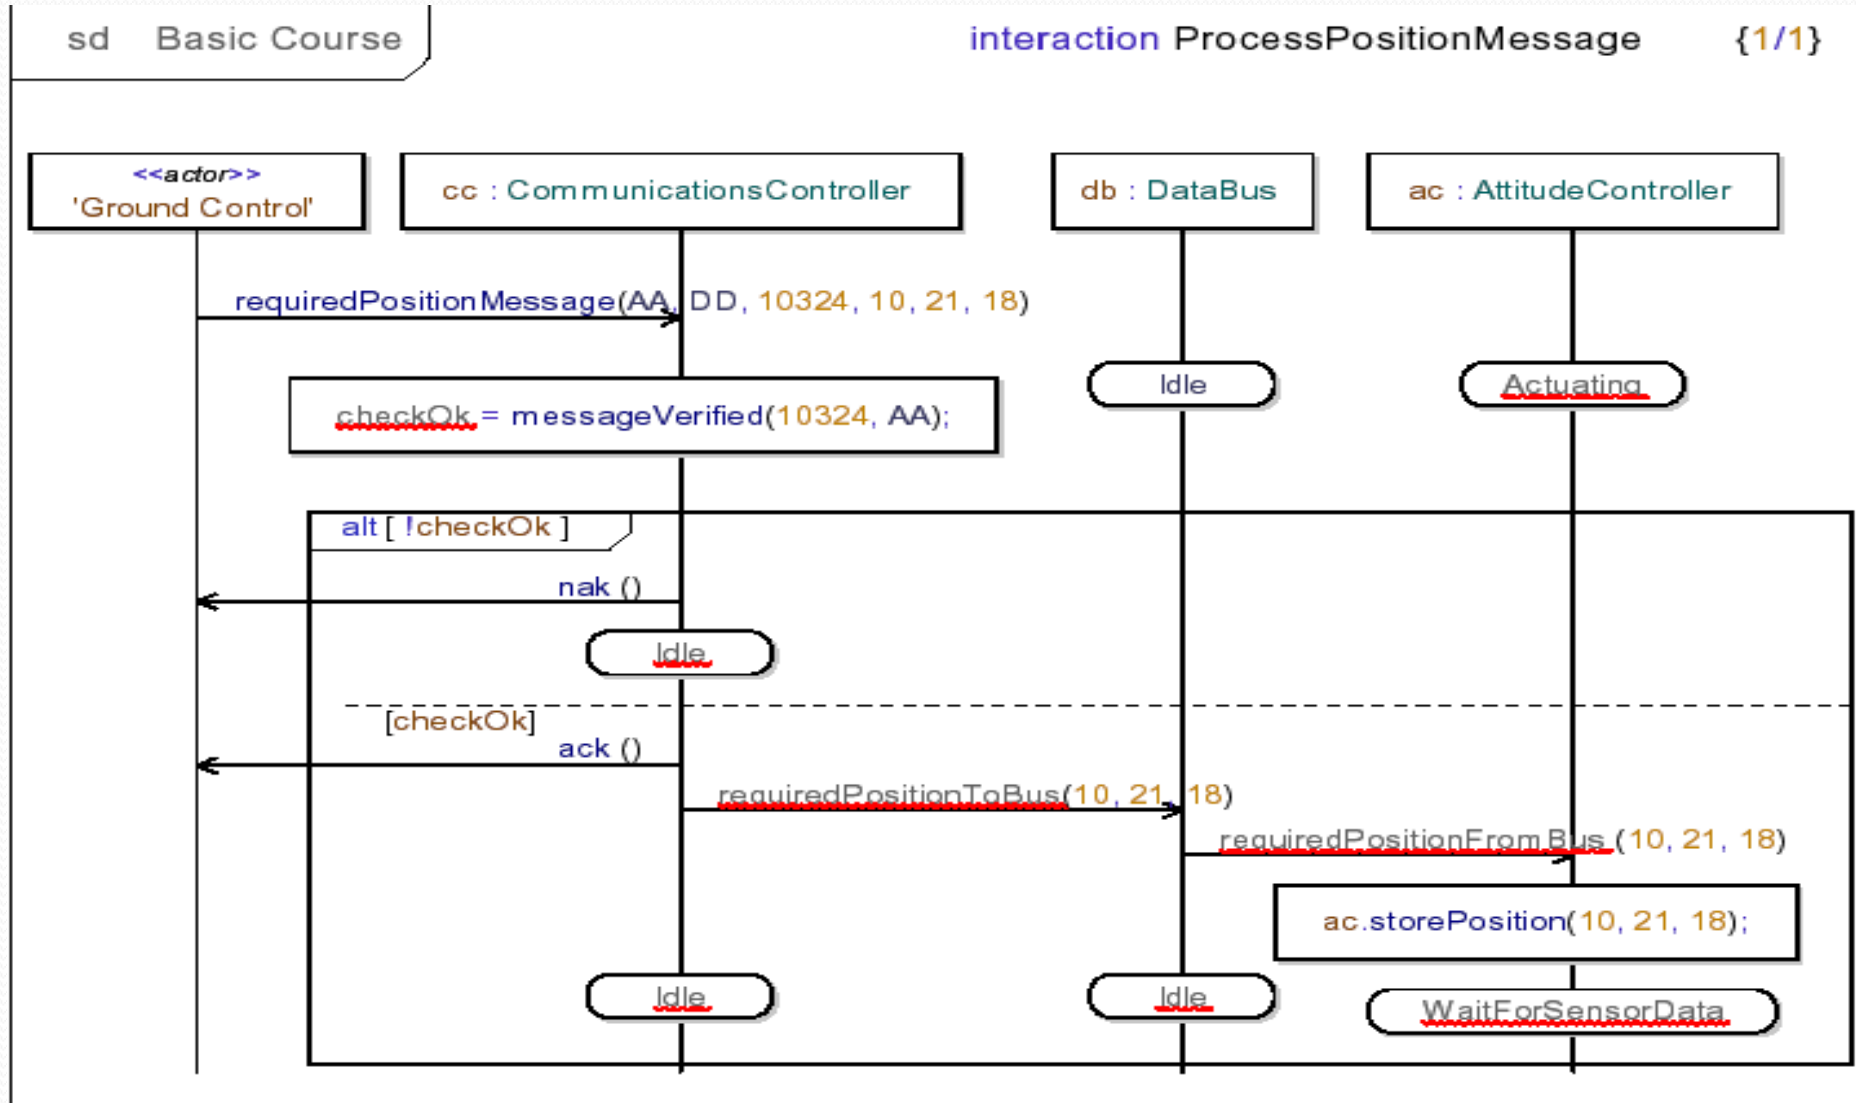 sd Basic Course
interaction ProcessPositionMessage {1/1}
<<actor>>
'Ground Control'
cc : CommunicationsController
db : DataBus
ac : AttitudeController
requiredPositionMessage(AA, DD, 10324, 10, 21, 18)
Idle
Actuating
checkOk = messageVerified(10324, AA);
alt [ !checkOk ]
nak ()
Idle
[checkOk]
ack ()
requiredPositionToBus(10, 21, 18)
requiredPositionFromBus (10, 21, 18)
ac.storePosition(10, 21, 18);
Idle
Idle
WaitForSensorData